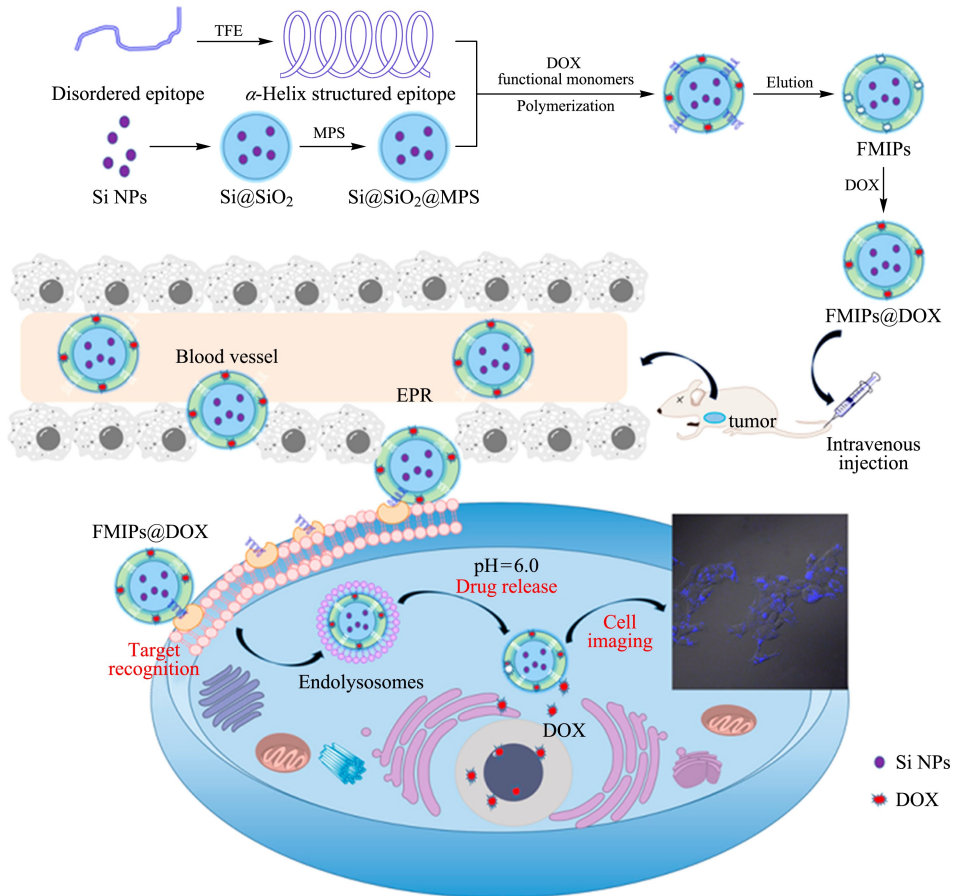 TFE
Disordered epitope
α-Helix structured epitope
DOX
functional monomers
Polymerization
Elution
FMIPs
MPS
Si NPs
Si@SiO₂
Si@SiO₂@MPS
DOX
FMIPs@DOX
Blood vessel
EPR
tumor
Intravenous
injection
FMIPs@DOX
pH=6.0
Drug release
Cell
imaging
Target
recognition
Endolysosomes
DOX
Si NPs
DOX